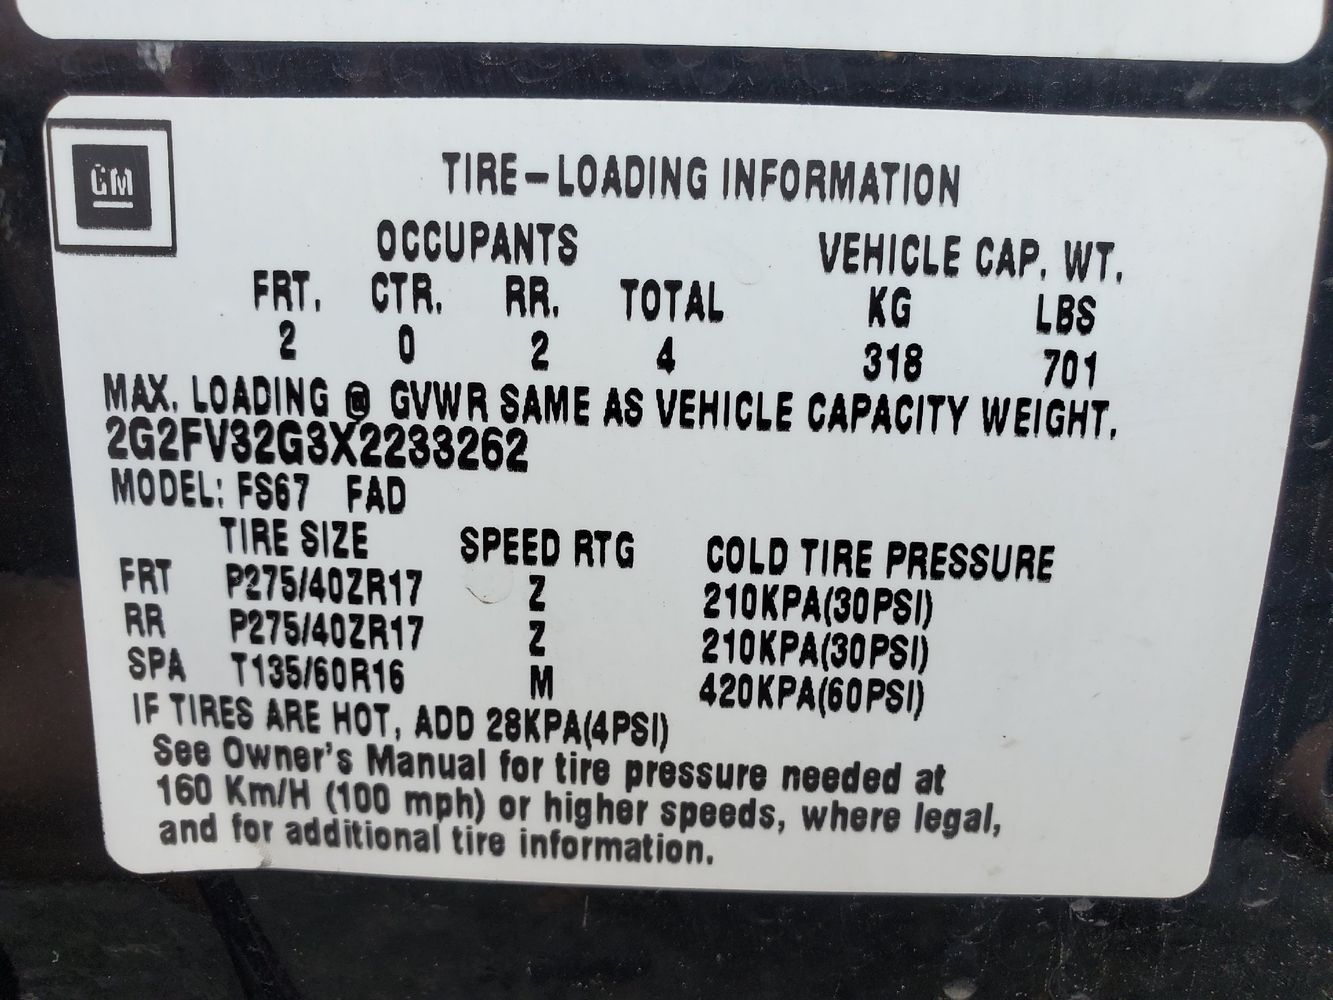 GM
TIRE-LOADING INFORMATION
OCCUPANTS VEHICLE CAP. WT.
FRT. CTR. RR. TOTAL KG LBS
2 0 2 4 318 701
MAX. LOADING @ GVWR SAME AS VEHICLE CAPACITY WEIGHT.
2G2FV32G3X2233262
MODEL: FS67 FAD
TIRE SIZE SPEED RTG COLD TIRE PRESSURE
FRT P275/40ZR17 Z 210KPA(30PSI)
RR P275/40ZR17 Z 210KPA(30PSI)
SPA T135/60R16 M 420KPA(60PSI)
IF TIRES ARE HOT, ADD 28KPA(4PSI)
See Owner's Manual for tire pressure needed at
160 Km/H (100 mph) or higher speeds, where legal,
and for additional tire information.